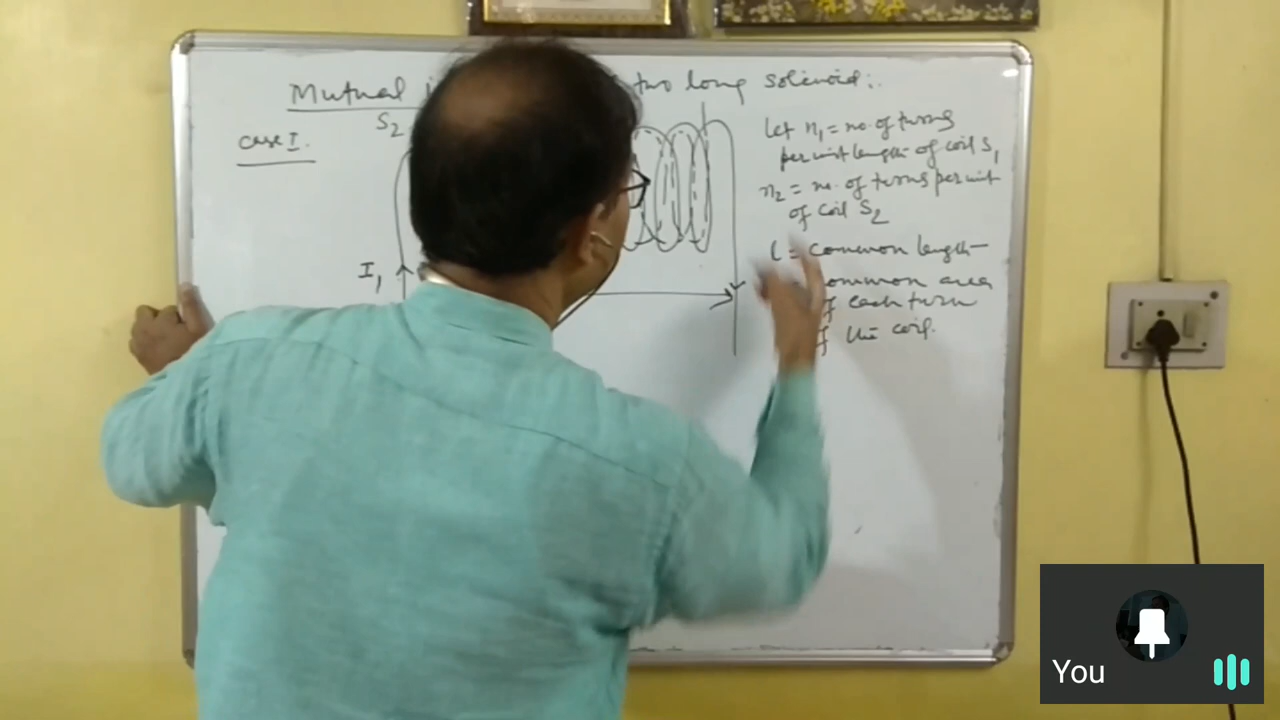 Mutual i two long solenoid:.
Case I.
S2
I1
Let n1 = no. of turns
per unit length of coil S1
n2 = no. of turns per unit
of coil S2
l = common length
common area
of each turn
of the coil.
You